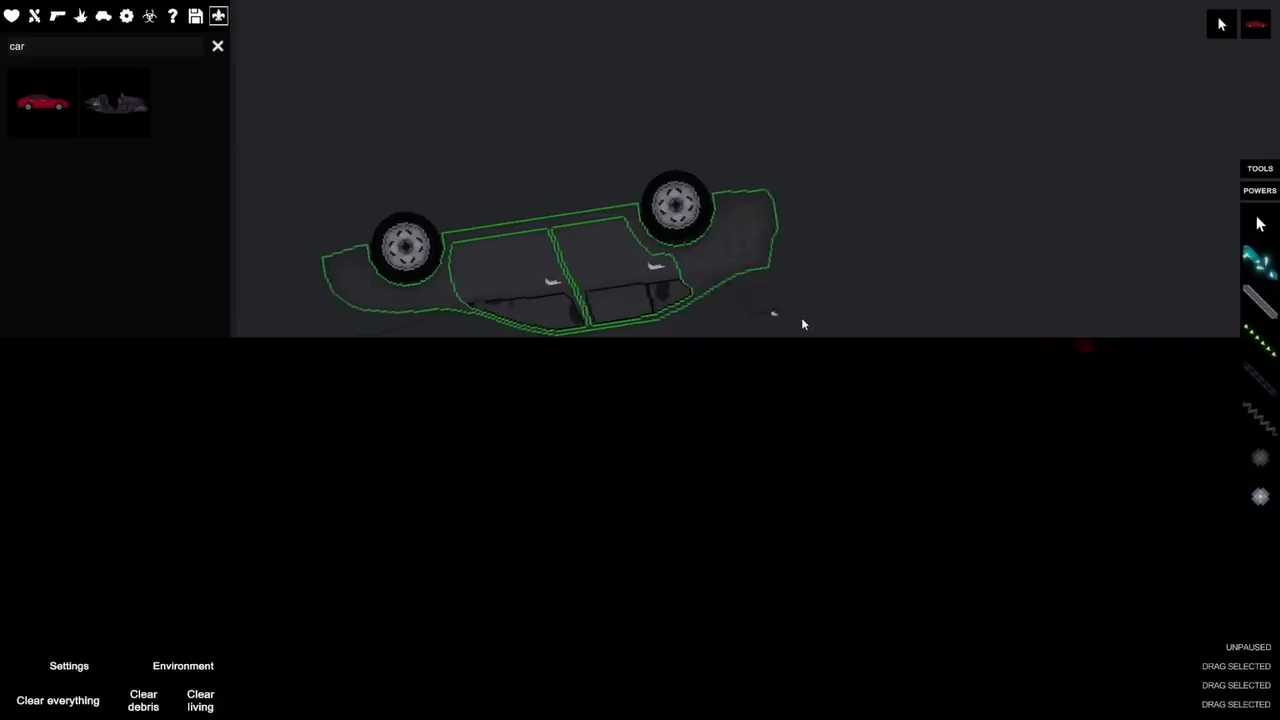 car
TOOLS
POWERS
Settings
Environment
Clear everything
Clear
debris
Clear
living
UNPAUSED
DRAG SELECTED
DRAG SELECTED
DRAG SELECTED